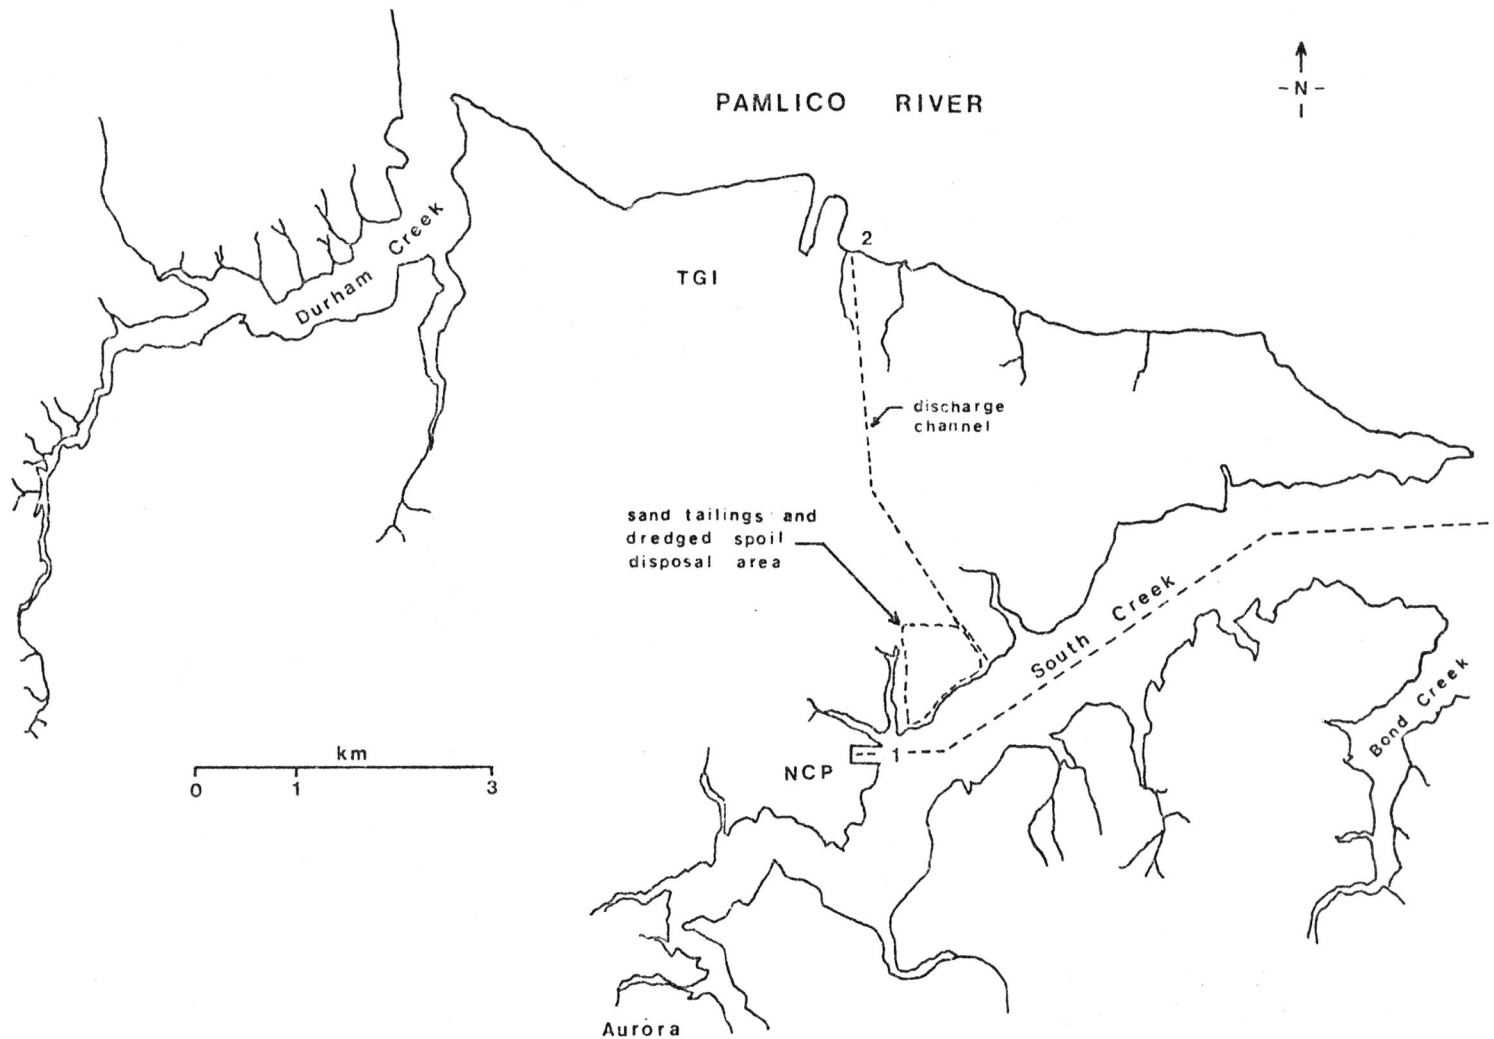 PAMLICO RIVER
-N-
Durham Creek
TGI
2
discharge
channel
sand tailings and
dredged spoil
disposal area
South Creek
Bond Creek
km
0 1 3
NCP
1
Aurora